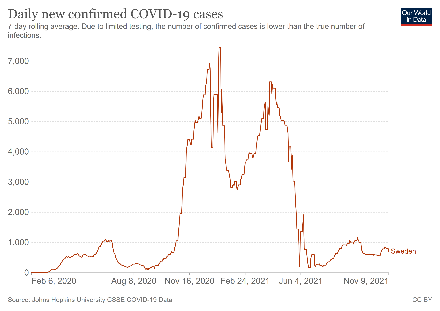 Daily new confirmed COVID-19 cases
7-day rolling average. Due to limited testing, the number of confirmed cases is lower than the true number of
infections.
Our World
in Data
7,000
6,000
5,000
4,000
3,000
2,000
1,000
0
Sweden
Feb 6, 2020 Aug 8, 2020 Nov 16, 2020 Feb 24, 2021 Jun 4, 2021 Nov 9, 2021
Source: Johns Hopkins University CSSE COVID-19 Data
CC BY